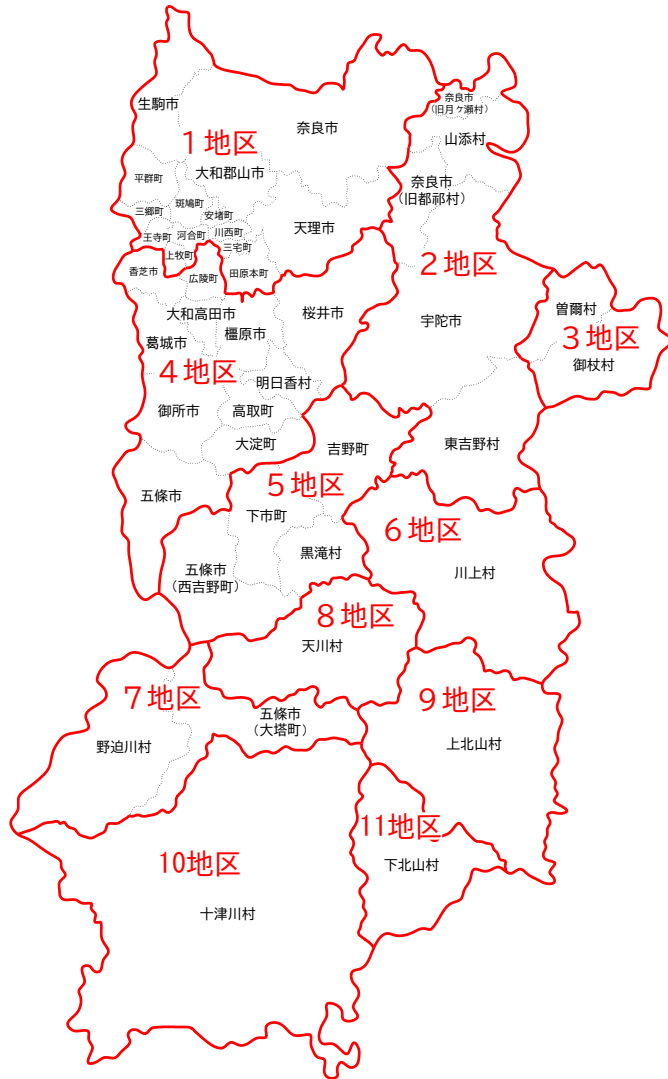 奈良市
(旧月ケ瀬村)
生駒市
奈良市
山添村
1地区
大和郡山市
平群町
奈良市
(旧都祁村)
斑鳩町
三郷町
安堵町
天理市
川西町
王寺町
河合町
三宅町
上牧町
2地区
香芝市
広陵町
田原本町
曽爾村
大和高田市
桜井市
宇陀市
橿原市
3地区
葛城市
御杖村
4地区
明日香村
御所市
高取町
大淀町
吉野町
東吉野村
5地区
五條市
下市町
6地区
黒滝村
五條市
(西吉野町)
川上村
8地区
天川村
7地区
9地区
五條市
(大塔町)
野迫川村
上北山村
11地区
10地区
下北山村
十津川村